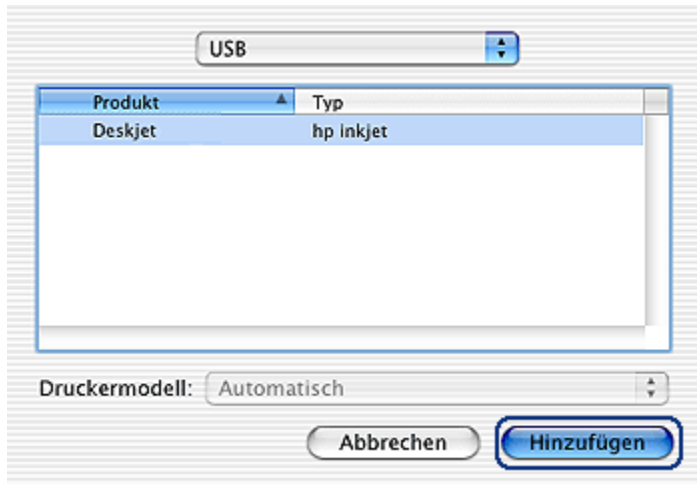 USB
Produkt Typ
Deskjet hp inkjet
Druckermodell: Automatisch
Abbrechen Hinzufügen